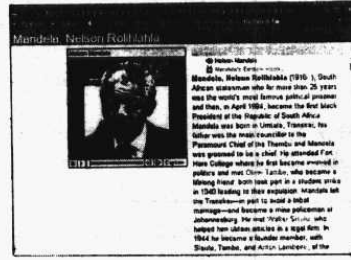 Mandela, Nelson Rolihlahla
Nelson Mandela
Mandela, Nelson Rolihlahla (1918- ), South
African statesman who for more than 25 years
was the world's most famous political prisoner
and then, in April 1994, became the first black
President of the Republic of South Africa
Mandela was born in Umtata, Transkei, his
father was the main councillor to the
Paramount Chief of the Thembu and Mandela
was groomed to be a chief. He attended Fort
Hare College where he first became involved in
politics and met Oliver Tambo, who became a
lifelong friend both took part in a student strike
in 1940 leading to their expulsion. Mandela left
the Transkei—in part to avoid a tribal
marriage—and became a mine policeman at
Johannesburg. He met Walter Sisulu, who
helped him obtain articles in a legal firm. In
1944 he became a founder member, with
Sisulu, Tambo, and Anton Lembede, of the